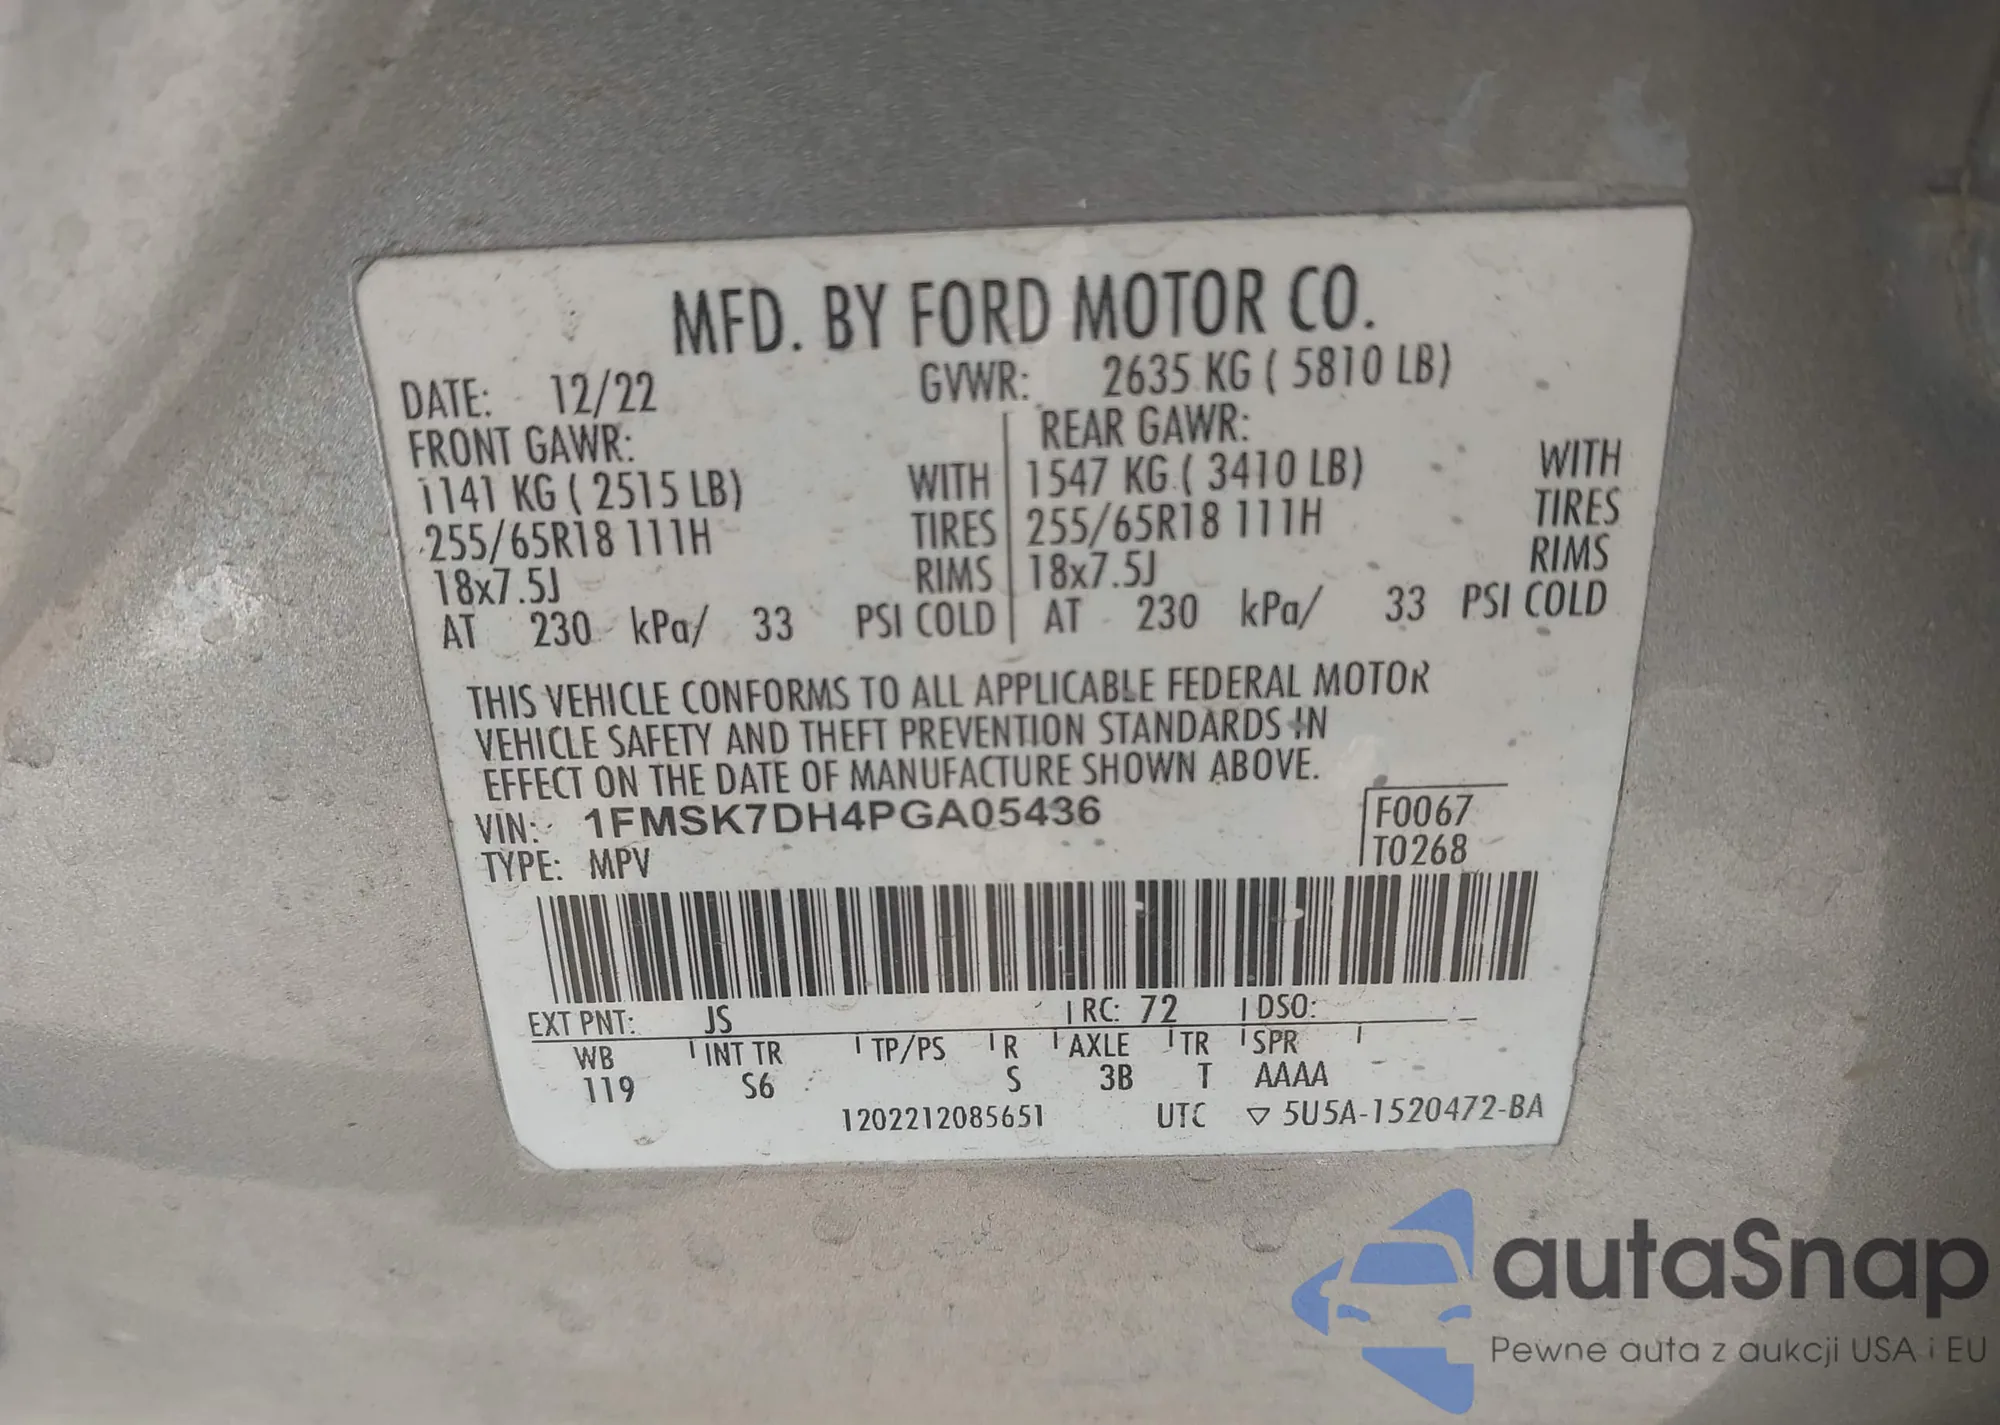 MFD. BY FORD MOTOR CO.
DATE: 12/22 GVWR: 2635 KG ( 5810 LB)
FRONT GAWR: REAR GAWR:
1141 KG ( 2515 LB) WITH 1547 KG ( 3410 LB) WITH
255/65R18 111H TIRES 255/65R18 111H TIRES
18x7.5J RIMS 18x7.5J RIMS
AT 230 kPa/ 33 PSI COLD AT 230 kPa/ 33 PSI COLD
THIS VEHICLE CONFORMS TO ALL APPLICABLE FEDERAL MOTOR
VEHICLE SAFETY AND THEFT PREVENTION STANDARDS IN
EFFECT ON THE DATE OF MANUFACTURE SHOWN ABOVE.
VIN: 1FMSK7DH4PGA05436 F0067
TYPE: MPV T0268
EXT PNT: JS RC: 72 DSO:
WB INT TR TP/PS R AXLE TR SPR
119 S6 S 3B T AAAA
1202212085651 UTC ▽ 5U5A-1520472-BA
autaSnap
Pewne auta z aukcji USA i EU